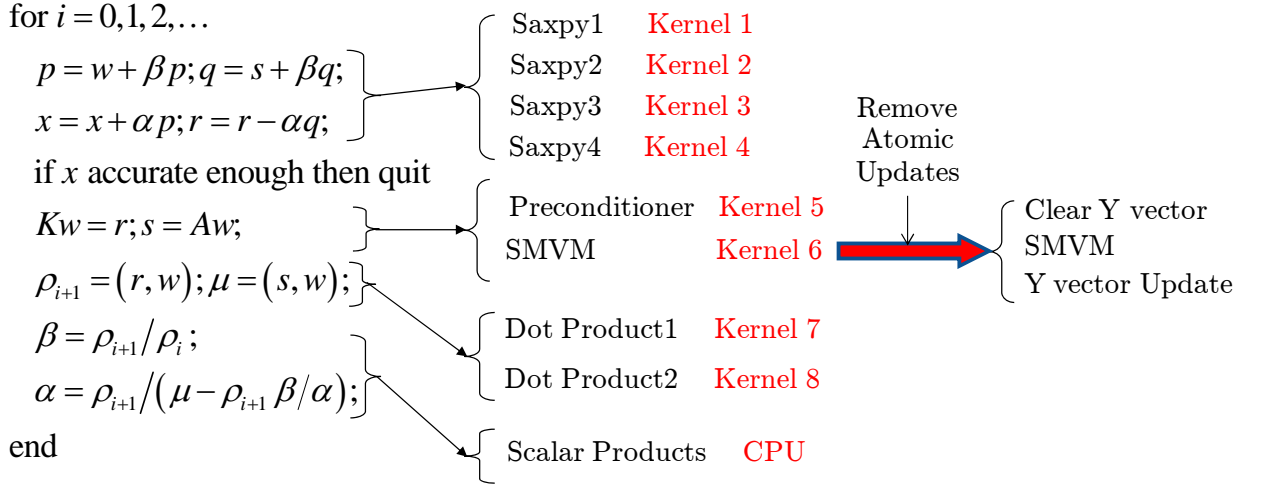 for i = 0,1,2,…
p = w + βp; q = s + βq;
x = x + αp; r = r − αq;
if x accurate enough then quit
Kw = r; s = Aw;
ρᵢ₊₁ = (r, w); μ = (s, w);
β = ρᵢ₊₁/ρᵢ;
α = ρᵢ₊₁/(μ − ρᵢ₊₁ β/α);
end
Saxpy1 Kernel 1
Saxpy2 Kernel 2
Saxpy3 Kernel 3
Saxpy4 Kernel 4
Preconditioner Kernel 5
SMVM Kernel 6
Dot Product1 Kernel 7
Dot Product2 Kernel 8
Scalar Products CPU
Remove
Atomic
Updates
Clear Y vector
SMVM
Y vector Update